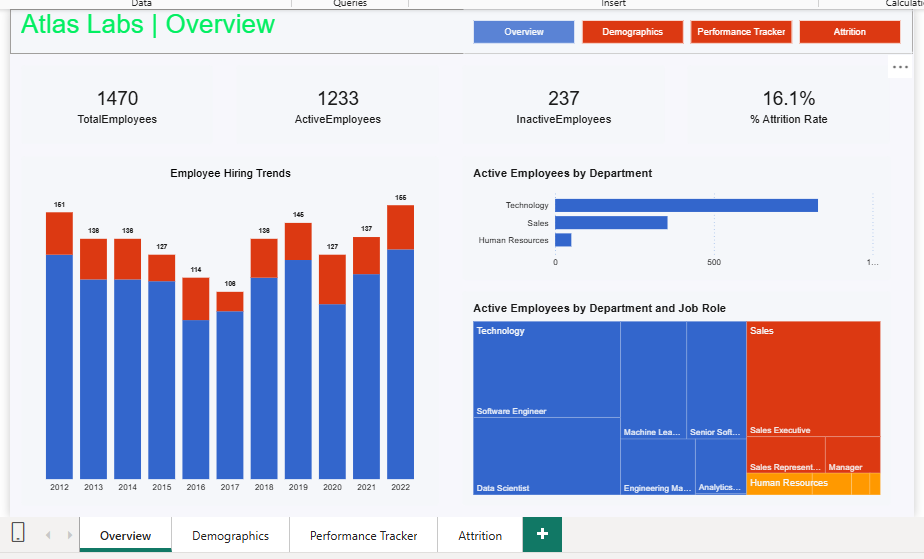 Data Queries Insert Calculati
Atlas Labs | Overview
Overview Demographics Performance Tracker Attrition
1470 1233 237 16.1%
TotalEmployees ActiveEmployees InactiveEmployees % Attrition Rate
Employee Hiring Trends
151 136 136 127 114 106 136 145 127 137 155
2012 2013 2014 2015 2016 2017 2018 2019 2020 2021 2022
Active Employees by Department
Technology
Sales
Human Resources
0 500 1...
Active Employees by Department and Job Role
Technology Sales
Software Engineer
Machine Lea... Senior Soft... Sales Executive
Sales Represent... Manager
Human Resources
Data Scientist Engineering Ma... Analytics...
Overview Demographics Performance Tracker Attrition +